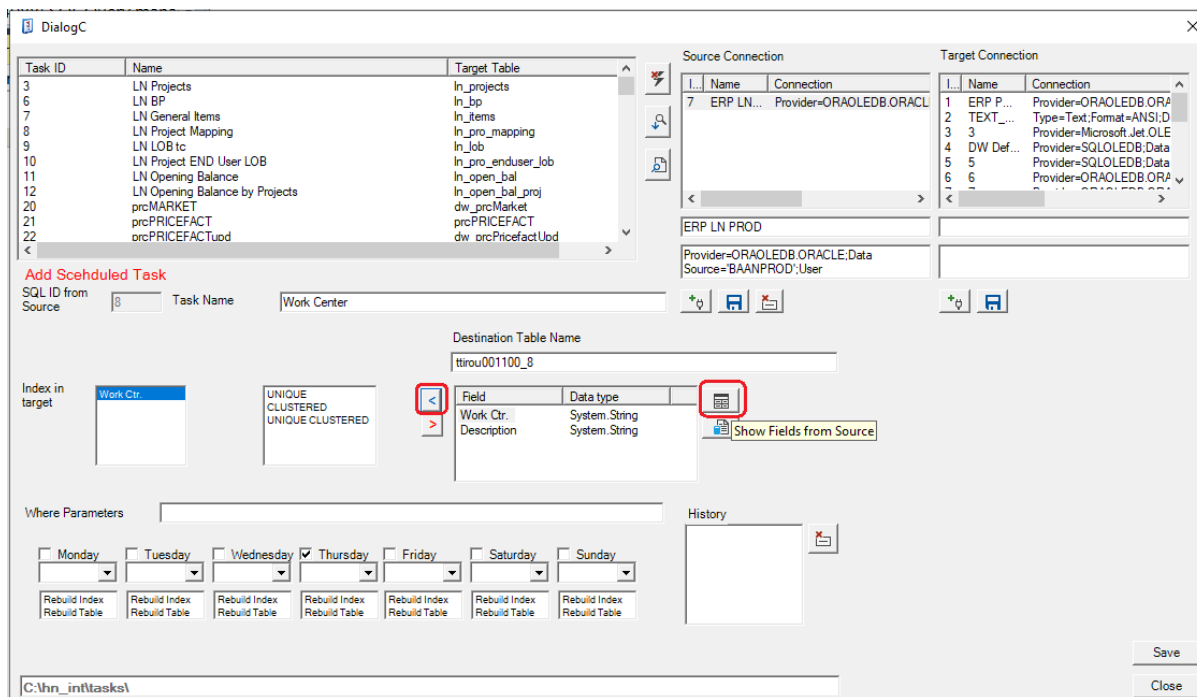 DialogC
Source Connection
Target Connection
Task ID Name Target Table
3 LN Projects ln_projects
6 LN BP ln_bp
7 LN General Items ln_items
8 LN Project Mapping ln_pro_mapping
9 LN LOB tc ln_lob
10 LN Project END User LOB ln_pro_enduser_lob
11 LN Opening Balance ln_open_bal
12 LN Opening Balance by Projects ln_open_bal_proj
20 prcMARKET dw_prcMarket
21 prcPRICEFACT prcPRICEFACT
22 prcPRICEFACTupd dw_prcPricefactUpd
I... Name Connection
7 ERP LN... Provider=ORAOLEDB.ORACL
I... Name Connection
1 ERP P... Provider=ORAOLEDB.ORA
2 TEXT_... Type=Text;Format=ANSI;D
3 3 Provider=Microsoft.Jet.OLE
4 DW Def... Provider=SQLOLEDB;Data
5 5 Provider=SQLOLEDB;Data
6 6 Provider=ORAOLEDB.ORA
ERP LN PROD
Provider=ORAOLEDB.ORACLE;Data
Source='BAANPROD';User
Add Scehduled Task
SQL ID from
Source
8
Task Name
Work Center
Destination Table Name
ttirou001100_8
Index in
target
Work Ctr.
UNIQUE
CLUSTERED
UNIQUE CLUSTERED
<
>
Field Data type
Work Ctr. System.String
Description System.String
Show Fields from Source
Where Parameters
History
Monday Tuesday Wednesday Thursday Friday Saturday Sunday
Rebuild Index Rebuild Index Rebuild Index Rebuild Index Rebuild Index Rebuild Index Rebuild Index
Rebuild Table Rebuild Table Rebuild Table Rebuild Table Rebuild Table Rebuild Table Rebuild Table
Save
C:\hn_int\tasks\
Close